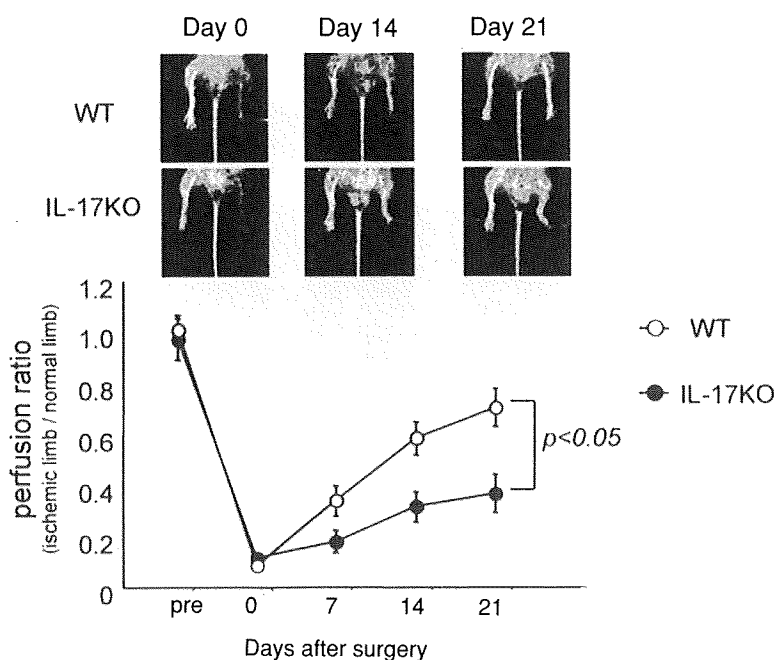 Day 0 Day 14 Day 21
WT
IL-17KO
1.2
1.0
0.8
0.6
0.4
0.2
0
perfusion ratio
(ischemic limb / normal limb)
WT
IL-17KO
p<0.05
pre 0 7 14 21
Days after surgery